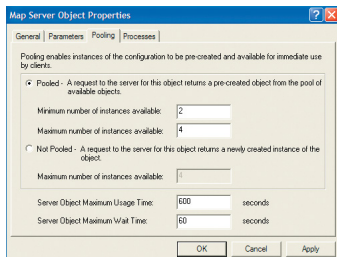 Map Server Object Properties
General Parameters Pooling Processes
Pooling enables instances of the configuration to be pre-created and available for immediate use
by clients.
Pooled - A request to the server for this object returns a pre-created object from the pool of
available objects.
Minimum number of instances available: 2
Maximum number of instances available: 4
Not Pooled - A request to the server for this object returns a newly created instance of the
object.
Maximum number of instances available: 4
Server Object Maximum Usage Time: 600 seconds
Server Object Maximum Wait Time: 60 seconds
OK Cancel Apply